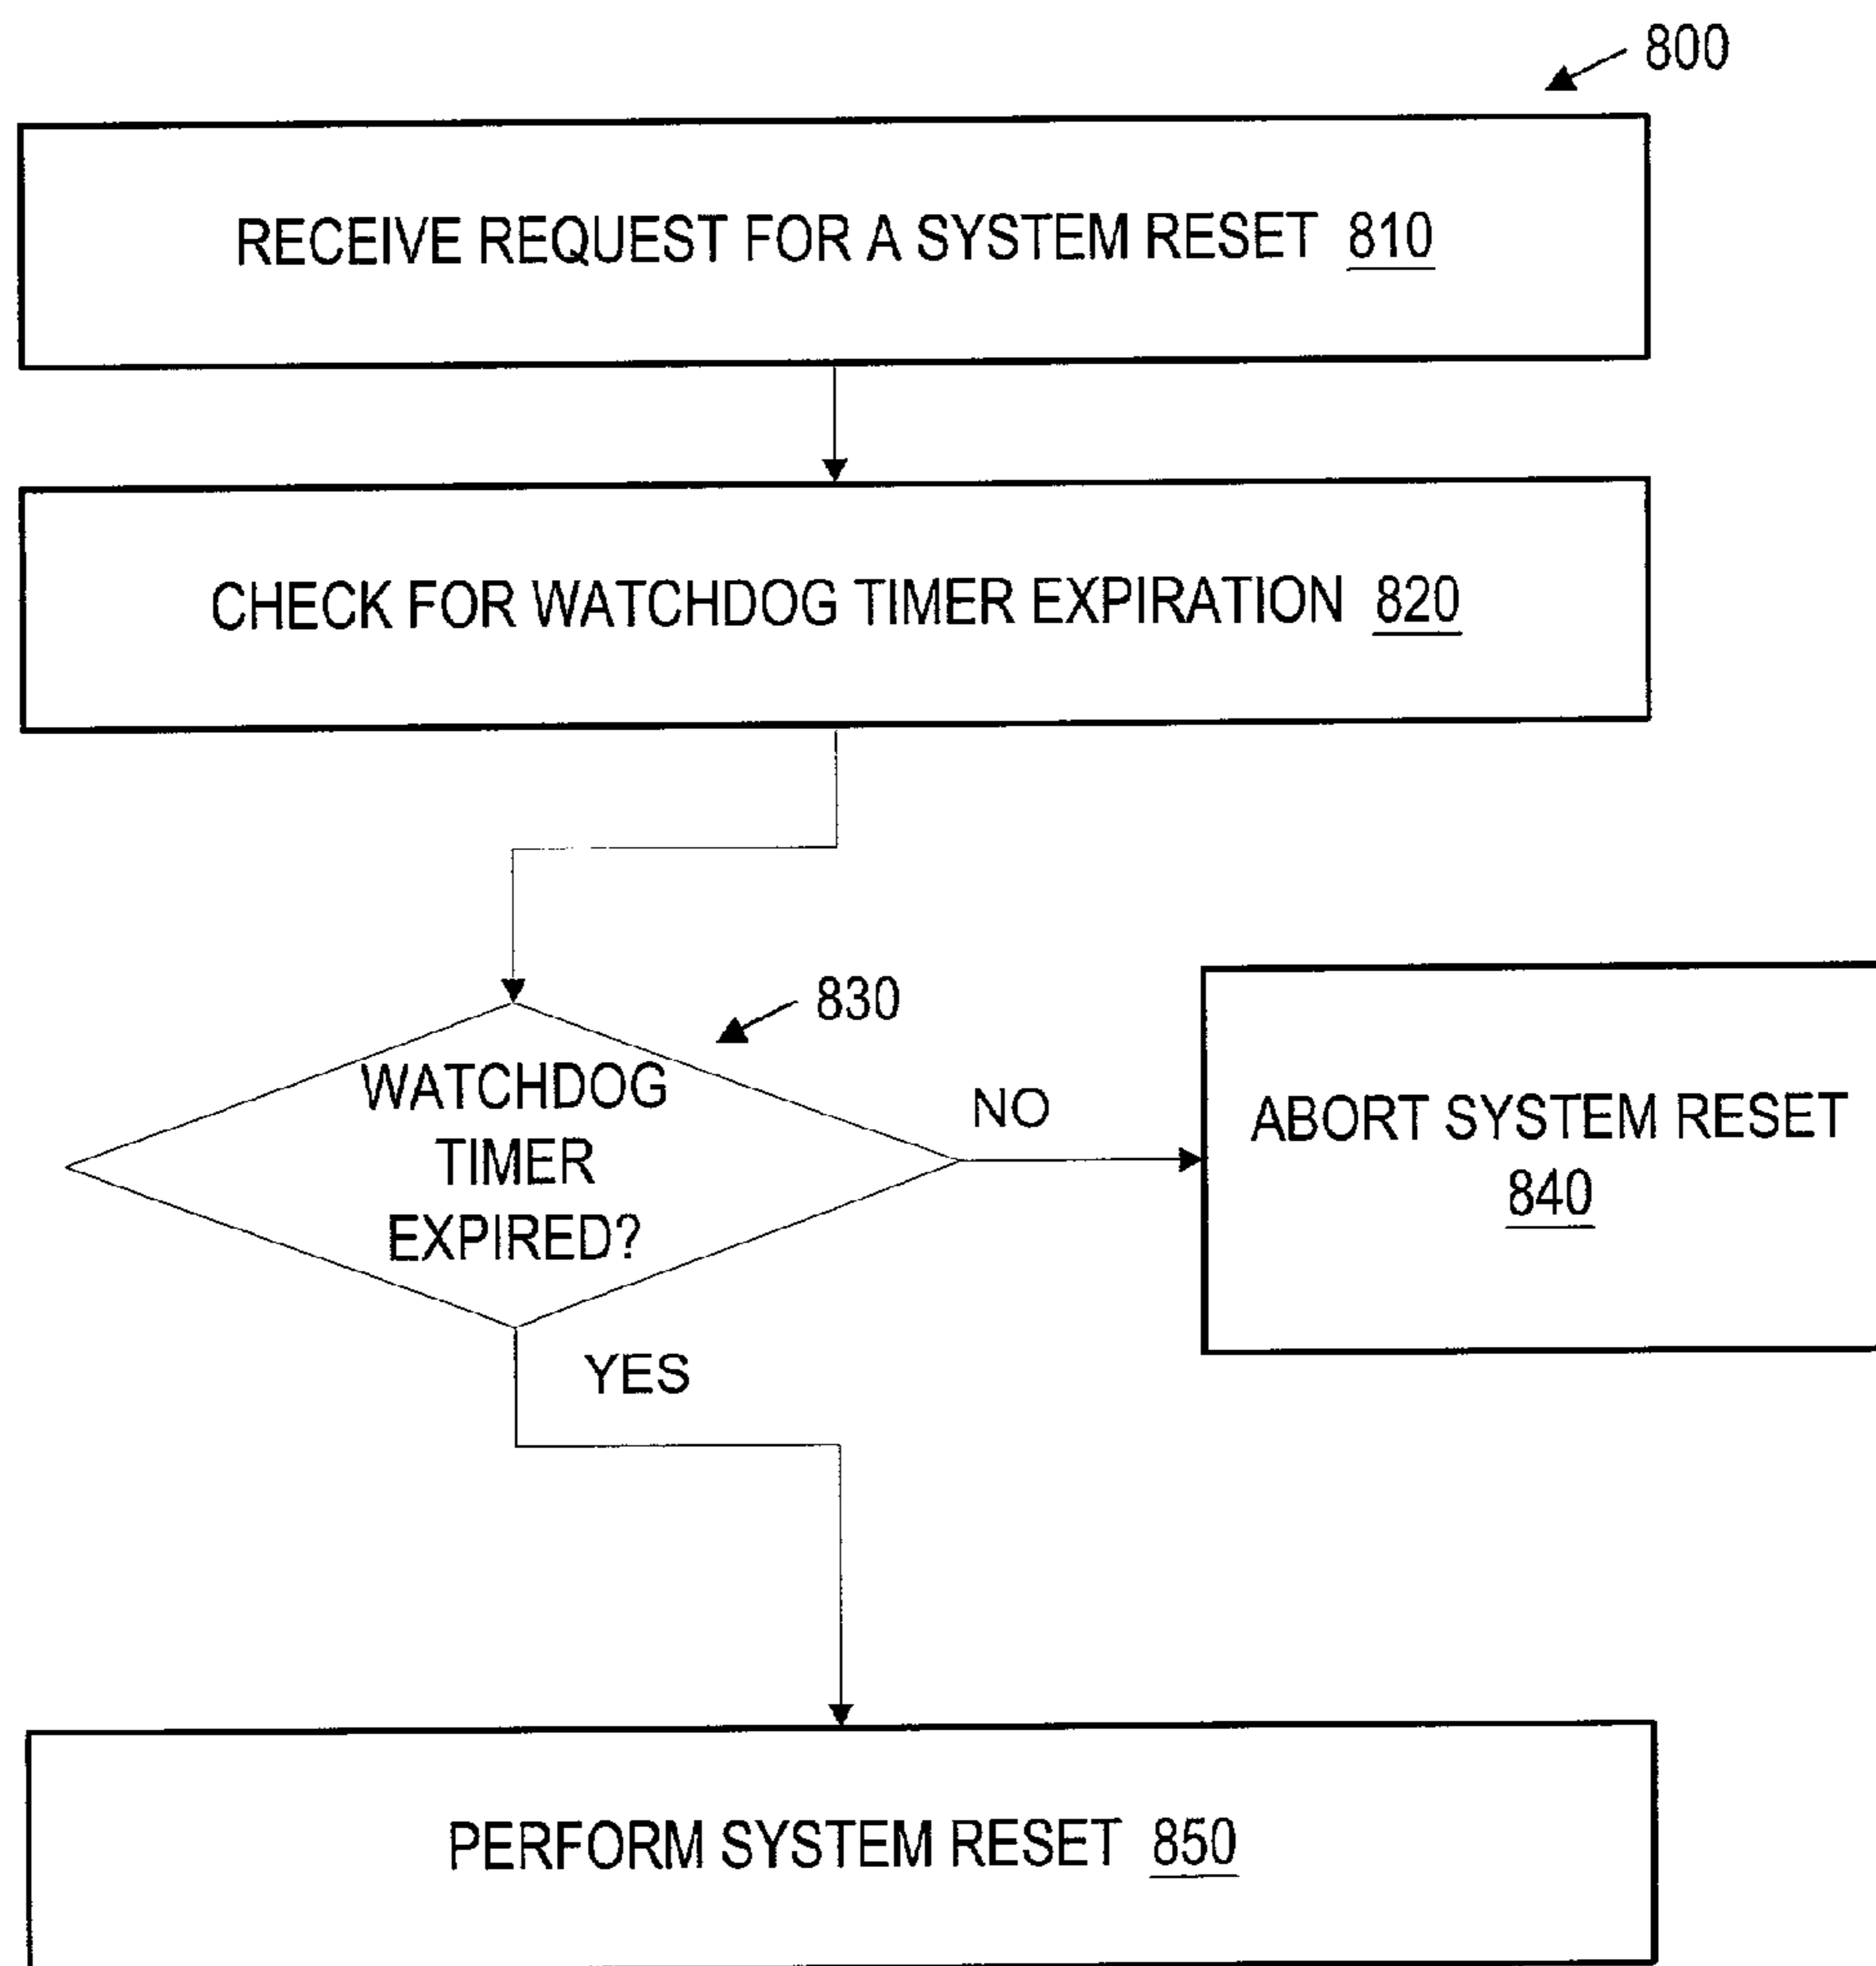 800
RECEIVE REQUEST FOR A SYSTEM RESET 810
CHECK FOR WATCHDOG TIMER EXPIRATION 820
830
WATCHDOG
TIMER
EXPIRED?
NO
ABORT SYSTEM RESET
840
YES
PERFORM SYSTEM RESET 850